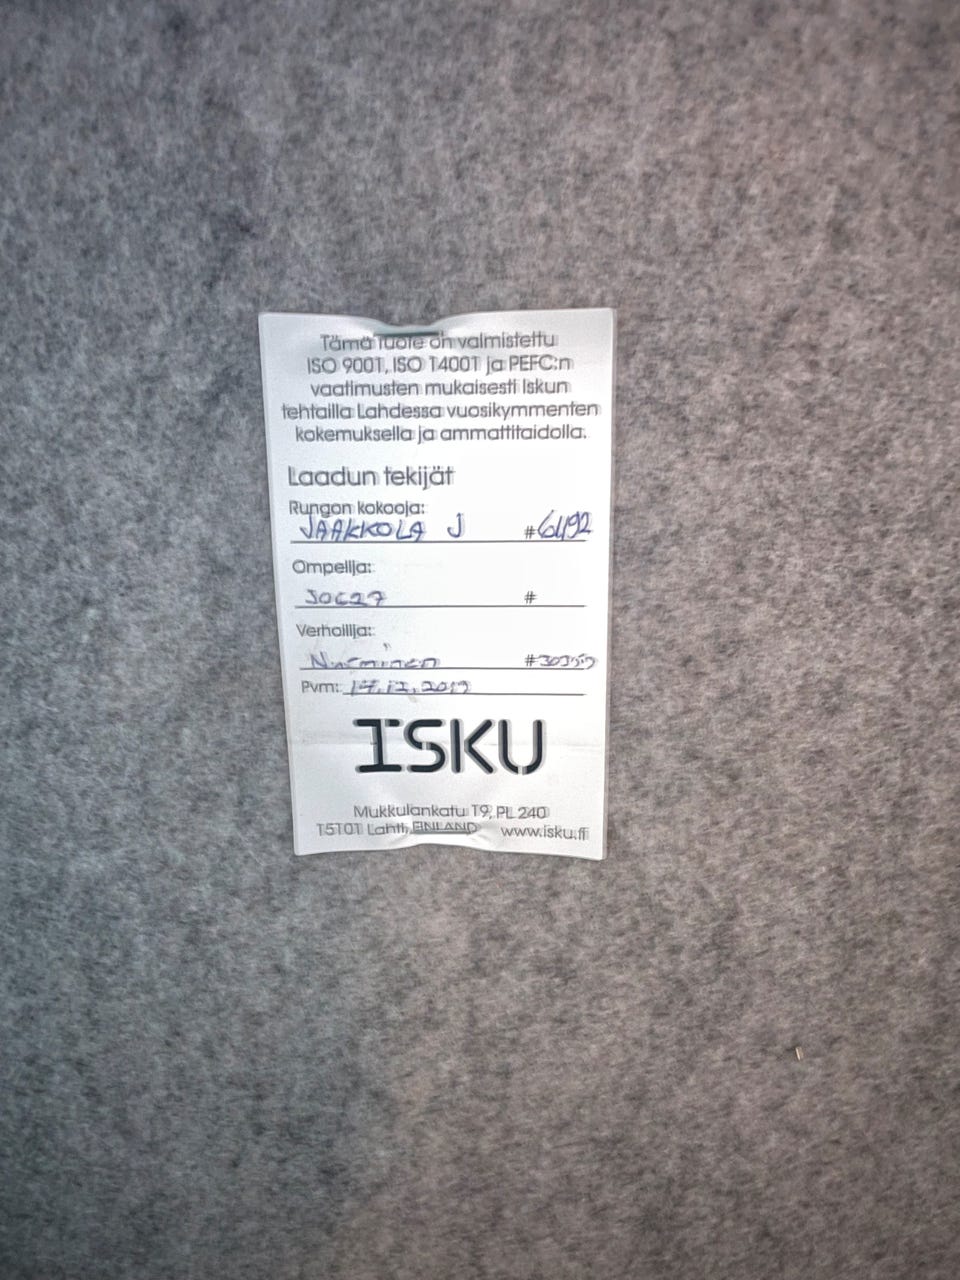 Tämä tuote on valmistettu
ISO 9001, ISO 14001 ja PEFC:n
vaatimusten mukaisesti Iskun
tehtailla Lahdessa vuosikymmenten
kokemuksella ja ammattitaidolla.
Laadun tekijät
Rungon kokooja:
JAAKKOLA J #6492
Ompelija:
#
Verhoilija:
Nurminen #
Pvm:
ISKU
Mukkulankatu 19, PL 240
15101 Lahti, FINLAND www.isku.fi